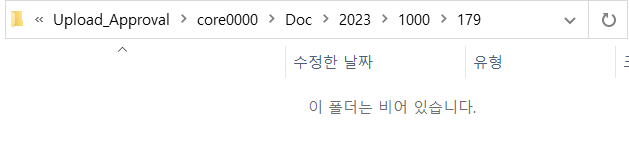 « Upload_Approval > core0000 > Doc > 2023 > 1000 > 179
수정한 날짜 유형
이 폴더는 비어 있습니다.